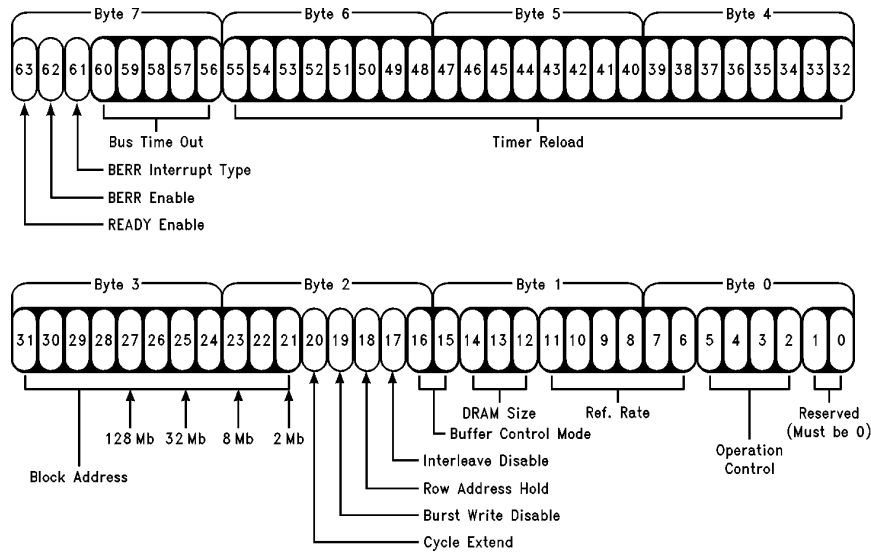 Byte 7 Byte 6 Byte 5 Byte 4
63 62 61 60 59 58 57 56 55 54 53 52 51 50 49 48 47 46 45 44 43 42 41 40 39 38 37 36 35 34 33 32
Bus Time Out Timer Reload
BERR Interrupt Type
BERR Enable
READY Enable
Byte 3 Byte 2 Byte 1 Byte 0
31 30 29 28 27 26 25 24 23 22 21 20 19 18 17 16 15 14 13 12 11 10 9 8 7 6 5 4 3 2 1 0
DRAM Size Ref. Rate Reserved
128 Mb 32 Mb 8 Mb 2 Mb Buffer Control Mode (Must be 0)
Operation
Control
Interleave Disable
Block Address
Row Address Hold
Burst Write Disable
Cycle Extend